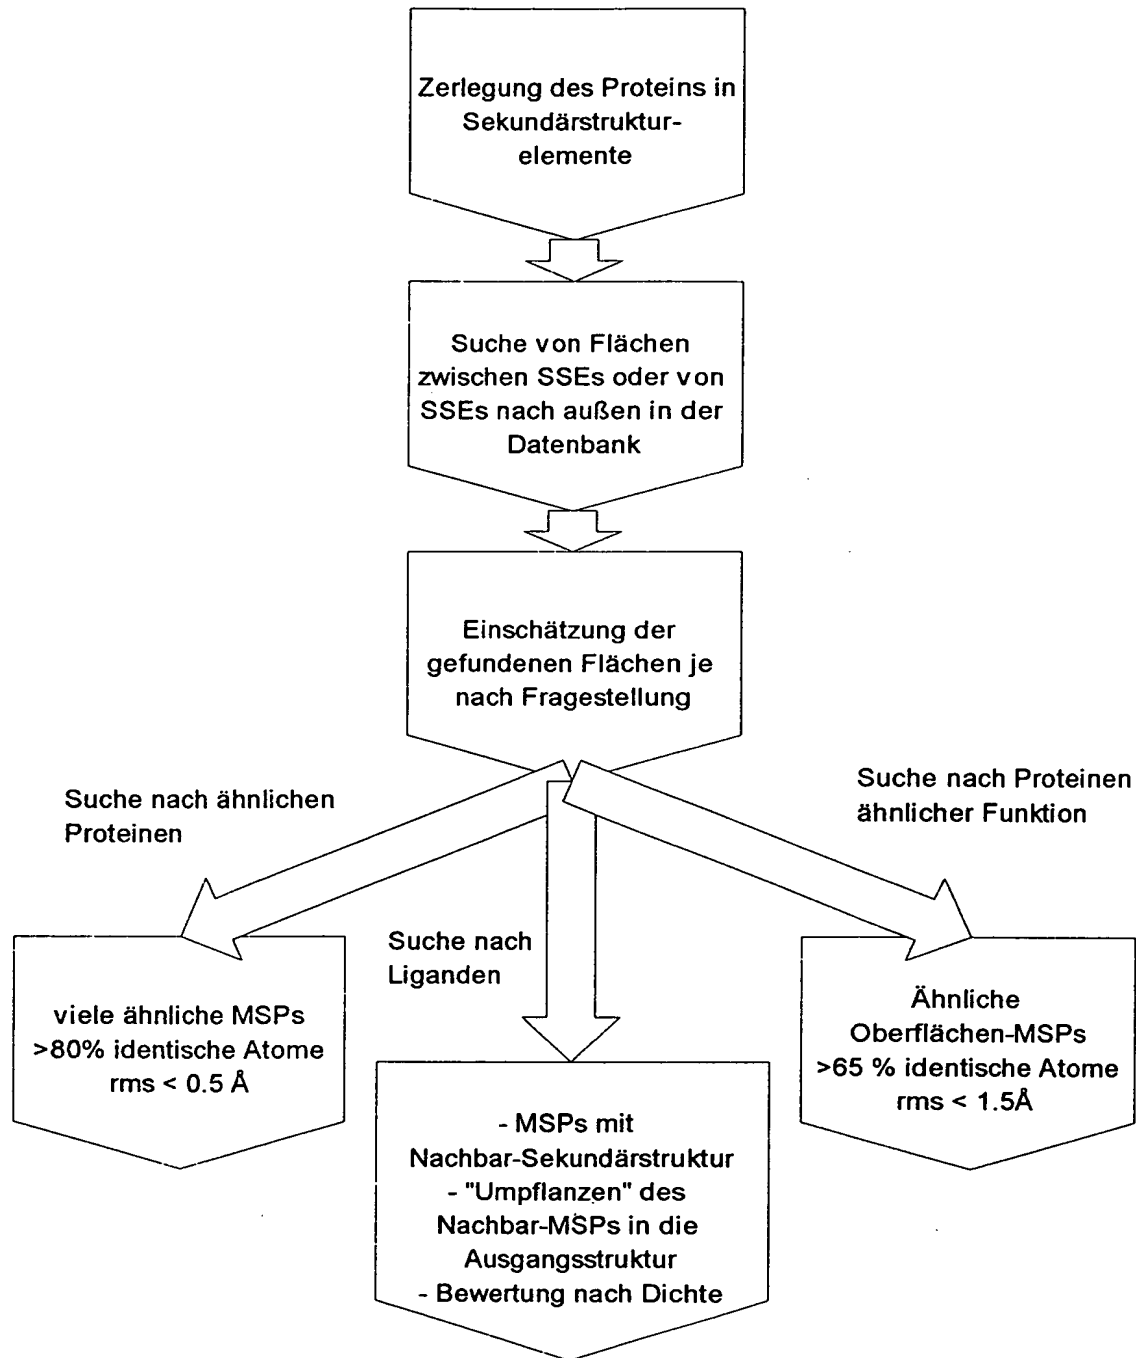 Zerlegung des Proteins in
Sekundärstruktur-
elemente
Suche von Flächen
zwischen SSEs oder von
SSEs nach außen in der
Datenbank
Einschätzung der
gefundenen Flächen je
nach Fragestellung
Suche nach ähnlichen
Proteinen
Suche nach Proteinen
ähnlicher Funktion
Suche nach
Liganden
viele ähnliche MSPs
>80% identische Atome
rms < 0.5 Å
- MSPs mit
Nachbar-Sekundärstruktur
- "Umpflanzen" des
Nachbar-MSPs in die
Ausgangsstruktur
- Bewertung nach Dichte
Ähnliche
Oberflächen-MSPs
>65 % identische Atome
rms < 1.5Å